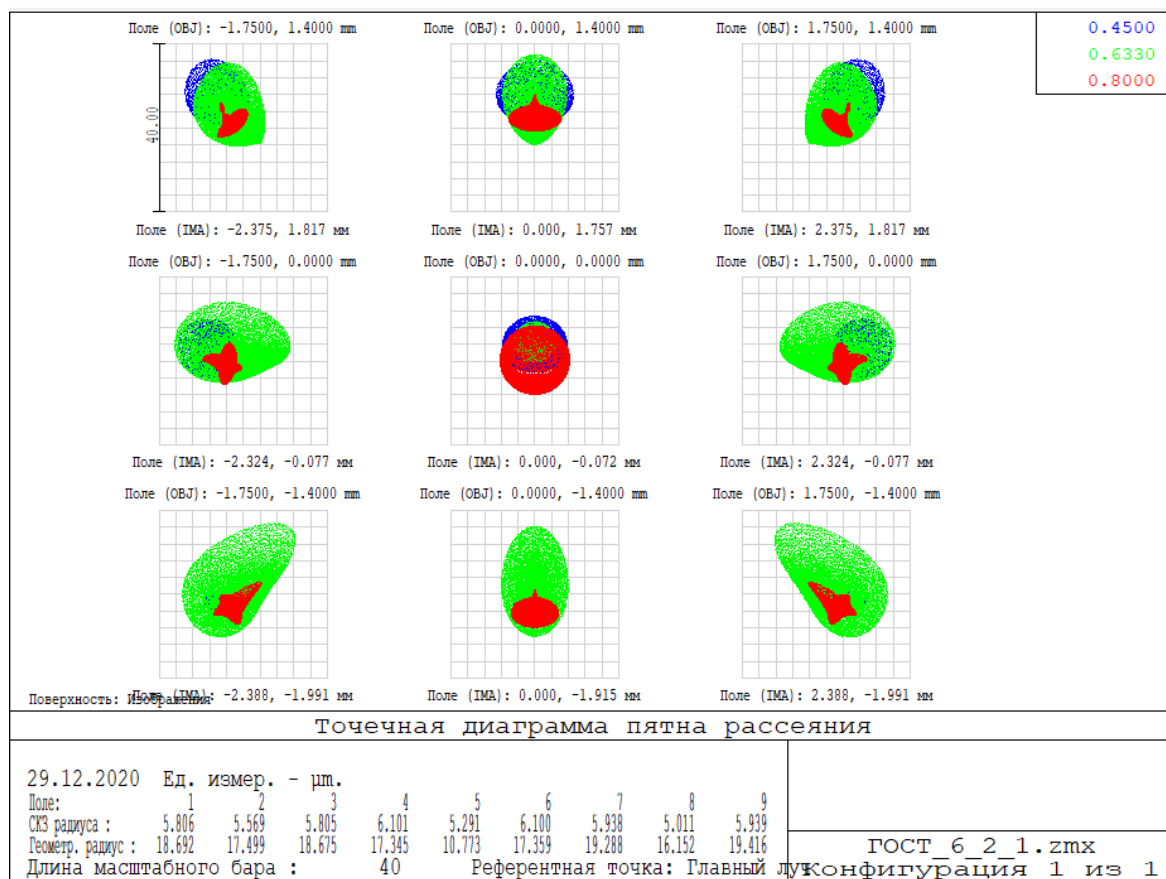 Поле (OBJ): -1.7500, 1.4000 mm
Поле (OBJ): 0.0000, 1.4000 mm
Поле (OBJ): 1.7500, 1.4000 mm
0.4500
0.6330
0.8000
40.00
Поле (IMA): -2.375, 1.817 мм
Поле (IMA): 0.000, 1.757 мм
Поле (IMA): 2.375, 1.817 мм
Поле (OBJ): -1.7500, 0.0000 mm
Поле (OBJ): 0.0000, 0.0000 mm
Поле (OBJ): 1.7500, 0.0000 mm
Поле (IMA): -2.324, -0.077 мм
Поле (IMA): 0.000, -0.072 мм
Поле (IMA): 2.324, -0.077 мм
Поле (OBJ): -1.7500, -1.4000 mm
Поле (OBJ): 0.0000, -1.4000 mm
Поле (OBJ): 1.7500, -1.4000 mm
Поле (IMA): -2.388, -1.991 мм
Поле (IMA): 0.000, -1.915 мм
Поле (IMA): 2.388, -1.991 мм
Поверхность: Изображения
Точечная диаграмма пятна рассеяния
29.12.2020 Ед. измер. - µm.
Поле: 1 2 3 4 5 6 7 8 9
СКЗ радиуса : 5.806 5.569 5.805 6.101 5.291 6.100 5.938 5.011 5.939
Геометр. радиус : 18.692 17.499 18.675 17.345 10.773 17.359 19.288 16.152 19.416
Длина масштабного бара : 40 Референтная точка: Главный луч
ГОСТ_6_2_1.zmx
Конфигурация 1 из 1